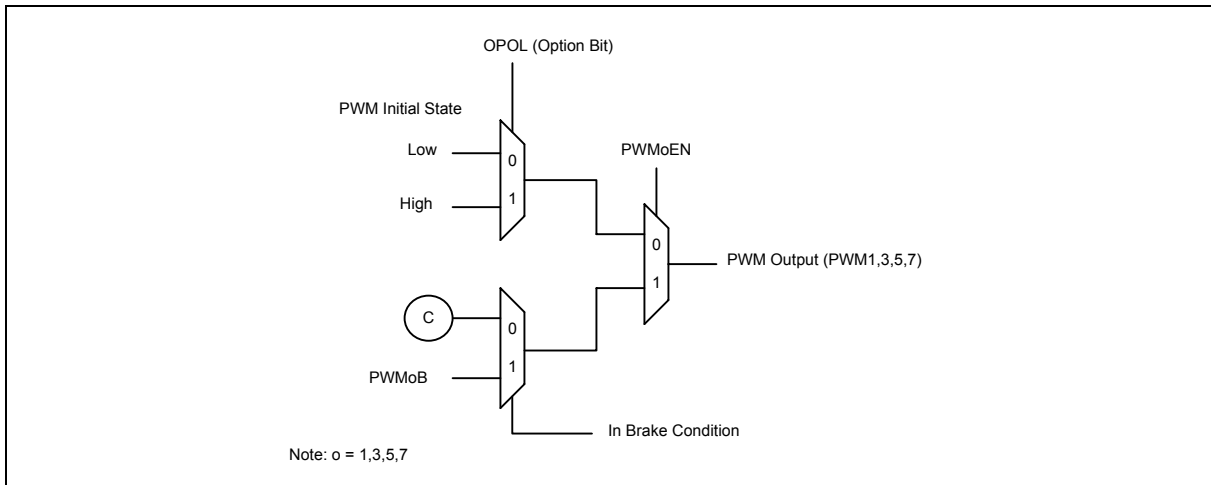 OPOL (Option Bit)
PWM Initial State
Low
0
PWMoEN
High
1
0
PWM Output (PWM1,3,5,7)
1
C
0
1
PWMoB
In Brake Condition
Note: o = 1,3,5,7